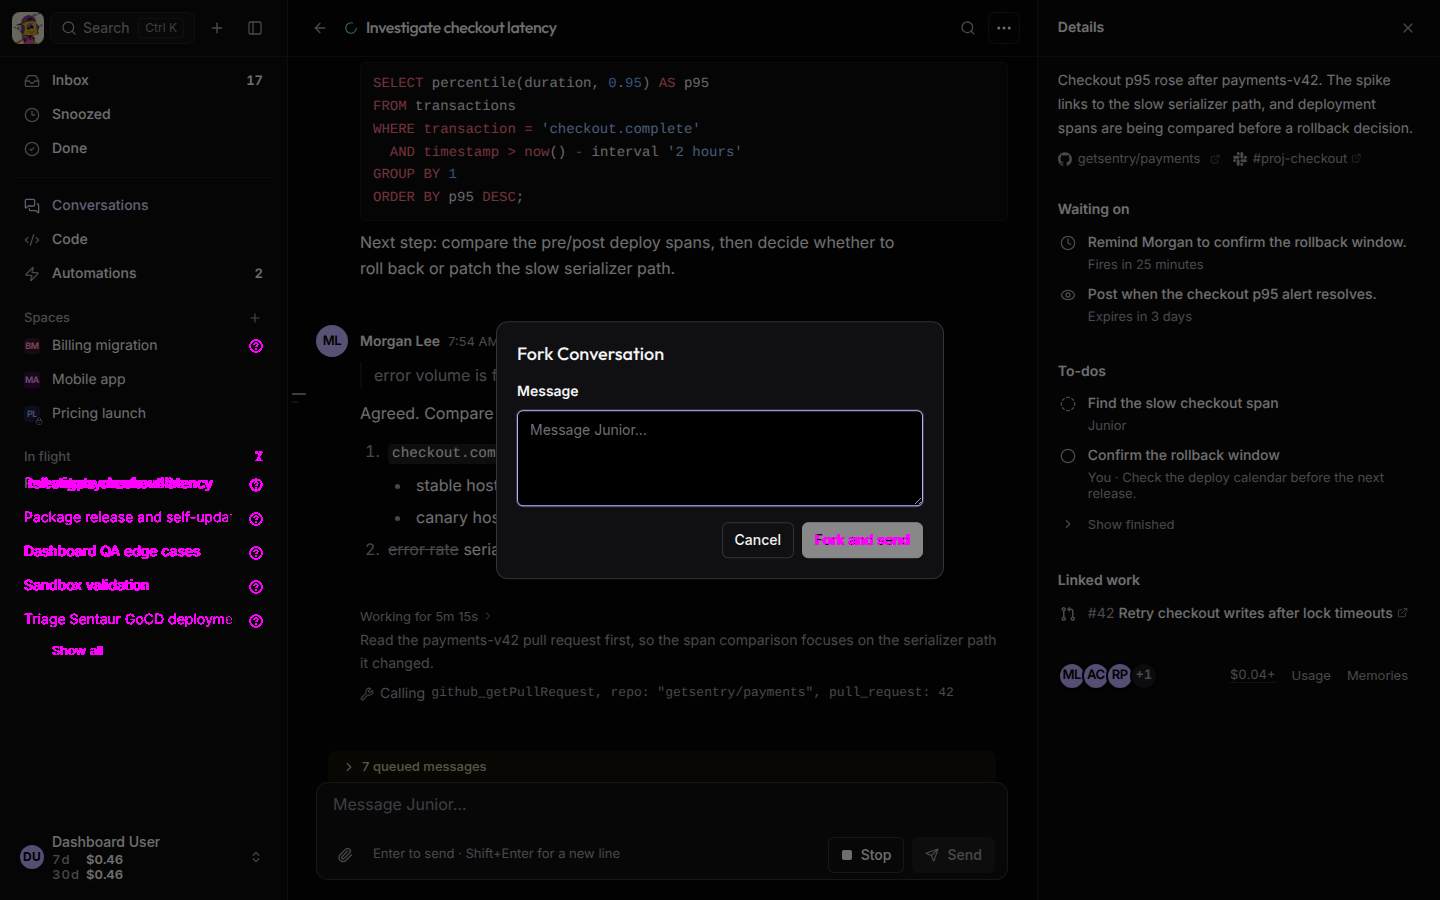 Search Ctrl K
Inbox 17
Snoozed
Done
Conversations
Code
Automations 2
Spaces
BM Billing migration
MA Mobile app
PL Pricing launch
In flight
Package release and self-updat
Dashboard QA edge cases
Sandbox validation
Triage Sentaur GoCD deployme
Show all
DU Dashboard User
7d $0.46
30d $0.46
Investigate checkout latency
SELECT percentile(duration, 0.95) AS p95
FROM transactions
WHERE transaction = 'checkout.complete'
AND timestamp > now() - interval '2 hours'
GROUP BY 1
ORDER BY p95 DESC;
Next step: compare the pre/post deploy spans, then decide whether to
roll back or patch the slow serializer path.
ML Morgan Lee 7:54 AM
error volume is f
Agreed. Compare
1. checkout.com
• stable host
• canary hos
2. error rate seria
Fork Conversation
Message
Message Junior...
Cancel Fork and send
Working for 5m 15s
Read the payments-v42 pull request first, so the span comparison focuses on the serializer path
it changed.
Calling github_getPullRequest, repo: "getsentry/payments", pull_request: 42
7 queued messages
Message Junior...
Enter to send · Shift+Enter for a new line
Stop Send
Details
Checkout p95 rose after payments-v42. The spike
links to the slow serializer path, and deployment
spans are being compared before a rollback decision.
getsentry/payments #proj-checkout
Waiting on
Remind Morgan to confirm the rollback window.
Fires in 25 minutes
Post when the checkout p95 alert resolves.
Expires in 3 days
To-dos
Find the slow checkout span
Junior
Confirm the rollback window
You · Check the deploy calendar before the next
release.
Show finished
Linked work
#42 Retry checkout writes after lock timeouts
ML AC RP +1 $0.04+ Usage Memories